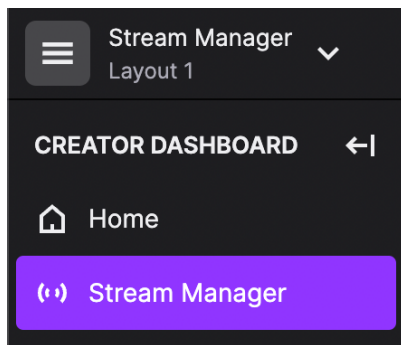 Stream Manager
Layout 1
CREATOR DASHBOARD
Home
Stream Manager